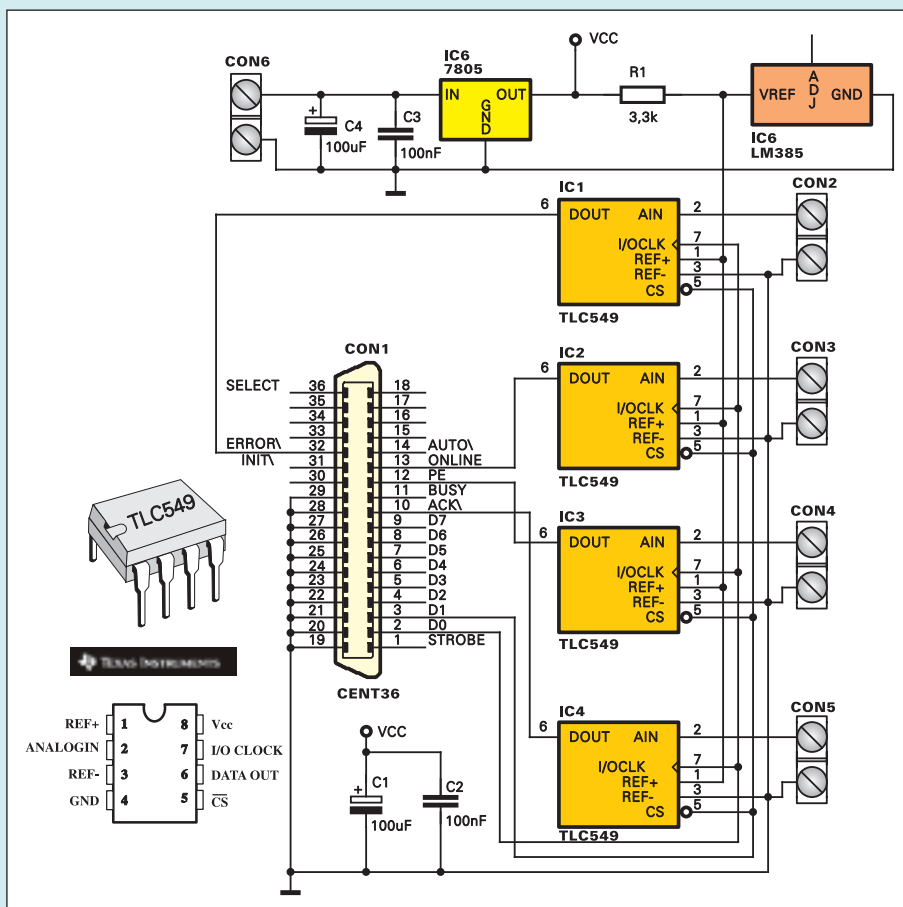 VCC
CON6
IC6
7805
IN
OUT
GND
R1
3,3k
VREF
ADJ
GND
IC6
LM385
+
C4
100uF
C3
100nF
IC1
6
DOUT
AIN
2
I/OCLK
7
REF+
1
REF-
3
CS
5
TLC549
CON2
IC2
6
DOUT
AIN
2
I/OCLK
7
REF+
1
REF-
3
CS
5
TLC549
CON3
IC3
6
DOUT
AIN
2
I/OCLK
7
REF+
1
REF-
3
CS
5
TLC549
CON4
IC4
6
DOUT
AIN
2
I/OCLK
7
REF+
1
REF-
3
CS
5
TLC549
CON5
CON1
SELECT 36 18
35 17
34 16
33 15
ERROR\ 32 14 AUTO\
INIT\ 31 13 ONLINE
30 12 PE
29 11 BUSY
28 10 ACK\
27 9 D7
26 8 D6
25 7 D5
24 6 D4
23 5 D3
22 4 D2
21 3 D1
20 2 D0
19 1 STROBE
CENT36
TLC549
TEXAS INSTRUMENTS
REF+ 1 8 Vcc
ANALOGIN 2 7 I/O CLOCK
REF- 3 6 DATA OUT
GND 4 5 CS
VCC
+
C1
100uF
C2
100nF